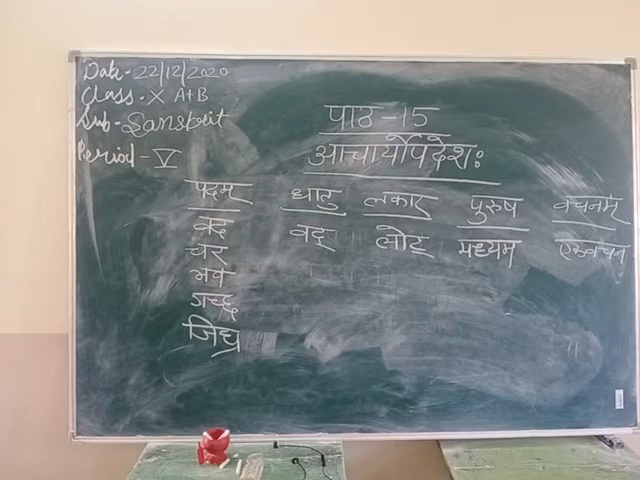 Date - 22/12/2020
Class - X A+B
Sub - Sanskrit
Period - V
पाठ - 15
आचार्योपदेशः
पदम् धातु लकार् पुरुष वचनम्
वद वद् लोट् मध्यम एकवचन
चर
भव
गच्छ
जिघ्र